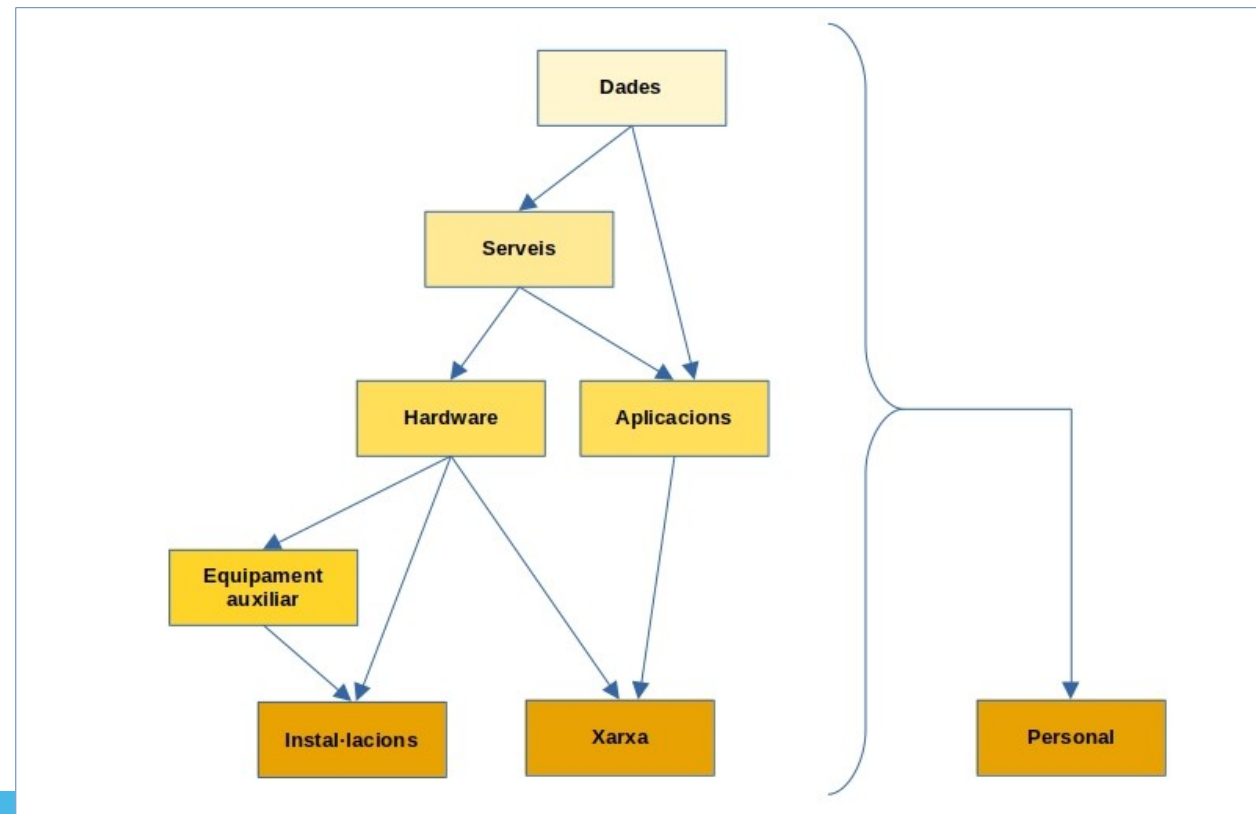 Dades
Serveis
Hardware
Aplicacions
Equipament
auxiliar
Instal·lacions
Xarxa
Personal